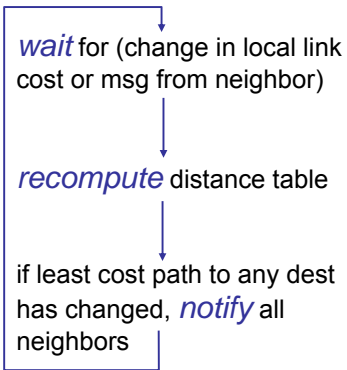 wait for (change in local link
cost or msg from neighbor)
recompute distance table
if least cost path to any dest
has changed, notify all
neighbors